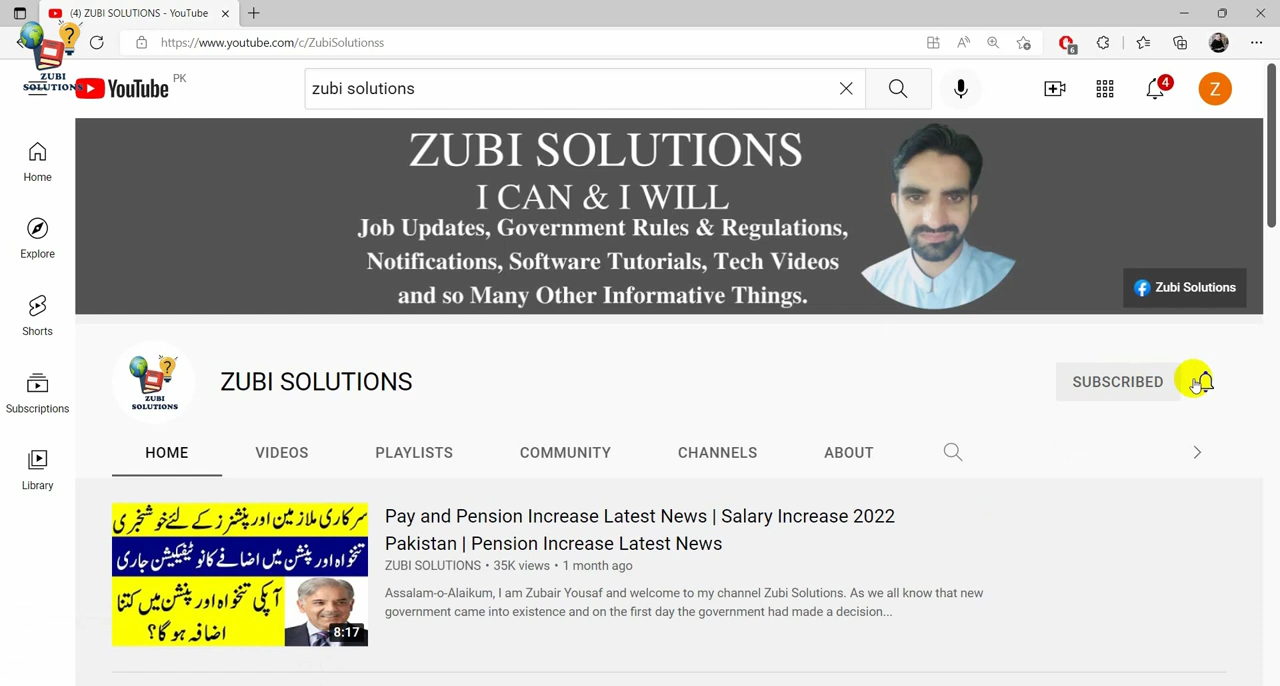 (4) ZUBI SOLUTIONS - YouTube
https://www.youtube.com/c/ZubiSolutionss
6
ZUBI
SOLUTIONS
YouTube PK
zubi solutions
4
Z
Home
Explore
Shorts
Subscriptions
Library
ZUBI SOLUTIONS
I CAN & I WILL
Job Updates, Government Rules & Regulations,
Notifications, Software Tutorials, Tech Videos
and so Many Other Informative Things.
Zubi Solutions
ZUBI
SOLUTIONS
ZUBI SOLUTIONS
SUBSCRIBED
HOME
VIDEOS
PLAYLISTS
COMMUNITY
CHANNELS
ABOUT
سرکاری ملازمین اور پنشنرز کے لئے خوشخبری
تنخواہ اور پنشن میں اضافے کا نوٹیفکیشن جاری
آپکی تنخواہ اور پنشن میں کتنا
اضافہ ہو گا؟
8:17
Pay and Pension Increase Latest News | Salary Increase 2022
Pakistan | Pension Increase Latest News
ZUBI SOLUTIONS • 35K views • 1 month ago
Assalam-o-Alaikum, I am Zubair Yousaf and welcome to my channel Zubi Solutions. As we all know that new
government came into existence and on the first day the government had made a decision...